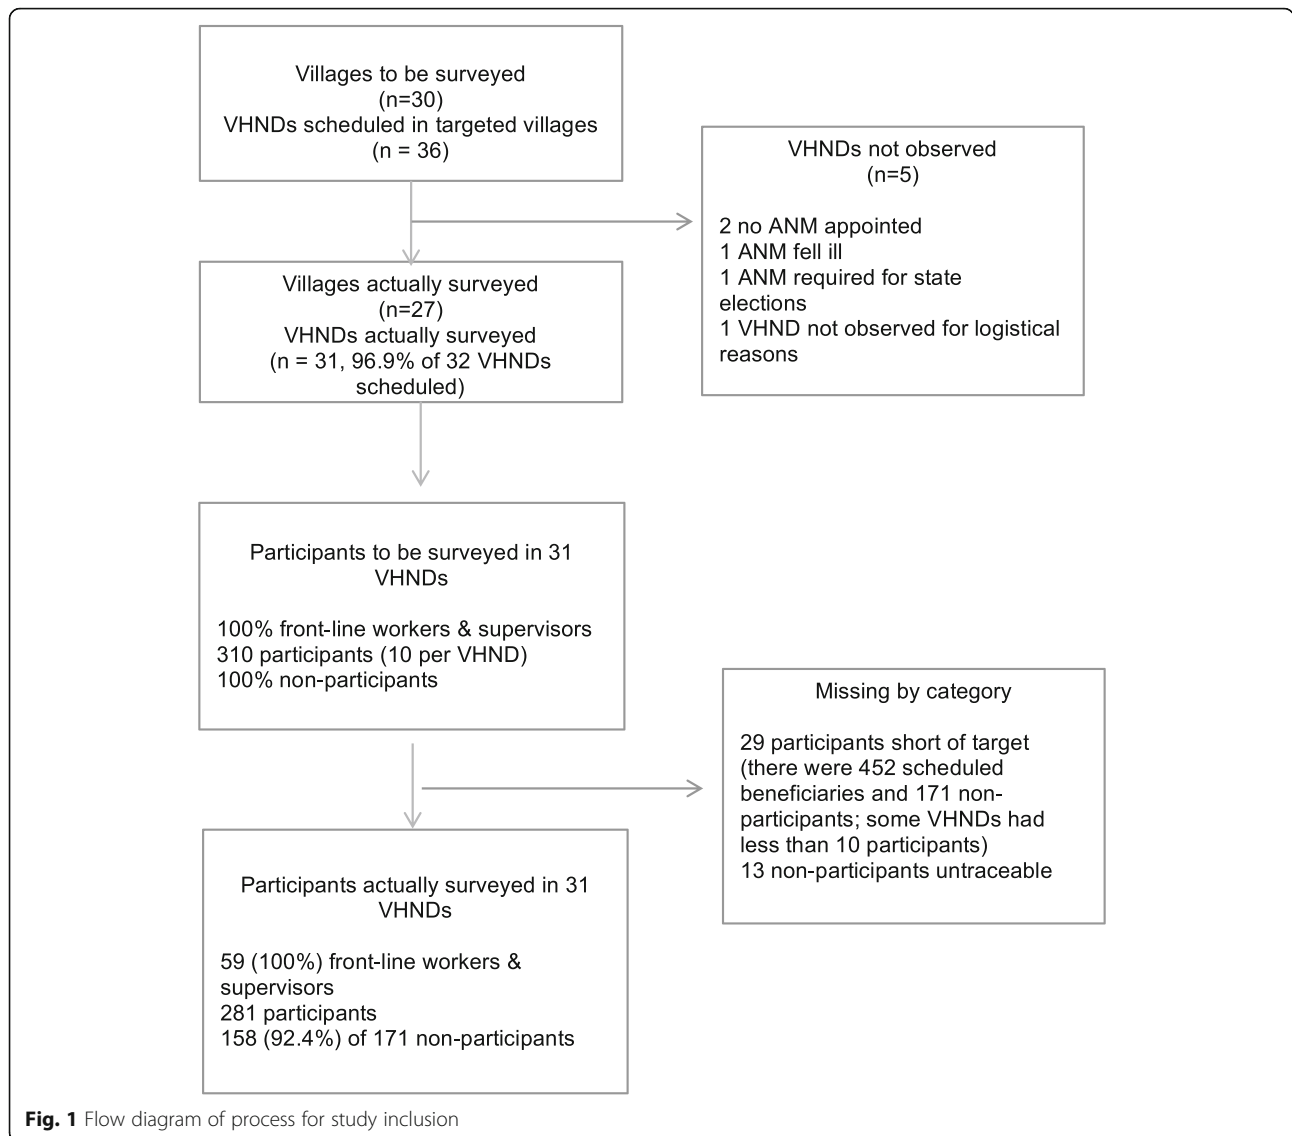 Villages to be surveyed
(n=30)
VHNDs scheduled in targeted villages
(n = 36)
VHNDs not observed
(n=5)
2 no ANM appointed
1 ANM fell ill
1 ANM required for state
elections
1 VHND not observed for logistical
reasons
Villages actually surveyed
(n=27)
VHNDs actually surveyed
(n = 31, 96.9% of 32 VHNDs
scheduled)
Participants to be surveyed in 31
VHNDs
100% front-line workers & supervisors
310 participants (10 per VHND)
100% non-participants
Missing by category
29 participants short of target
(there were 452 scheduled
beneficiaries and 171 non-
participants; some VHNDs had
less than 10 participants)
13 non-participants untraceable
Participants actually surveyed in 31
VHNDs
59 (100%) front-line workers &
supervisors
281 participants
158 (92.4%) of 171 non-participants
Fig. 1 Flow diagram of process for study inclusion